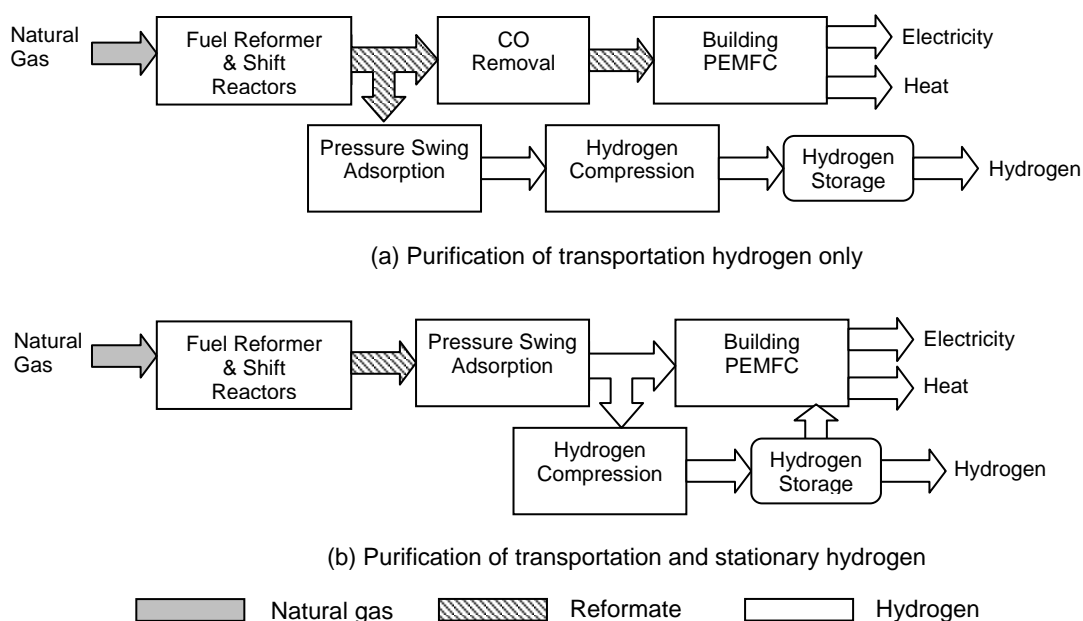 Natural
Gas
Fuel Reformer
& Shift
Reactors
CO
Removal
Building
PEMFC
Electricity
Heat
Pressure Swing
Adsorption
Hydrogen
Compression
Hydrogen
Storage
Hydrogen
(a) Purification of transportation hydrogen only
Natural
Gas
Fuel Reformer
& Shift
Reactors
Pressure Swing
Adsorption
Building
PEMFC
Electricity
Heat
Hydrogen
Compression
Hydrogen
Storage
Hydrogen
(b) Purification of transportation and stationary hydrogen
Natural gas
Reformate
Hydrogen